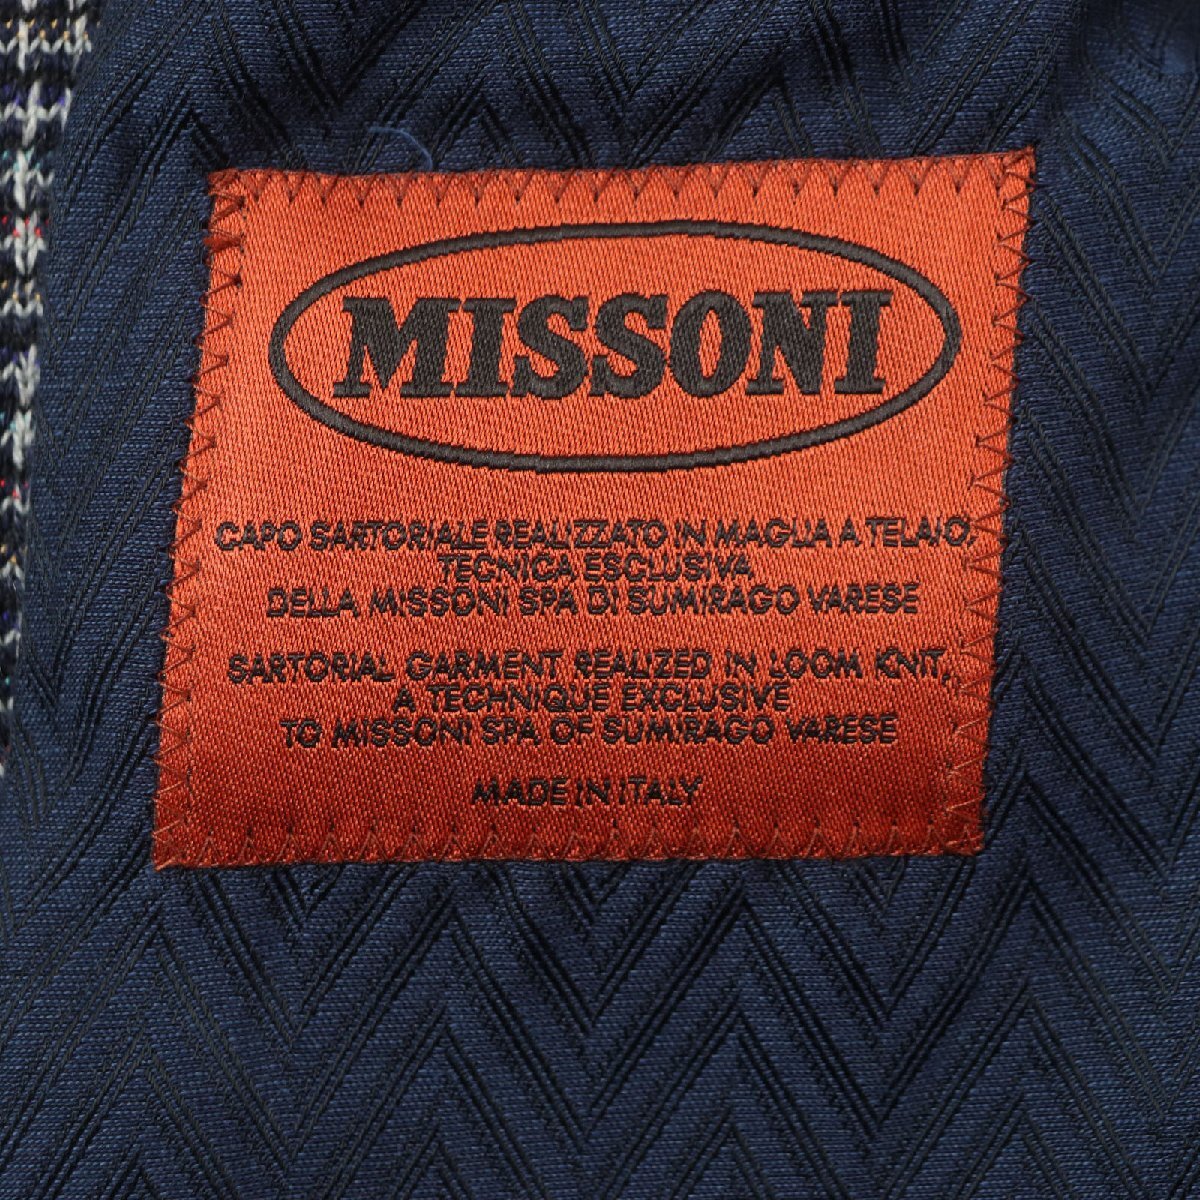 MISSONI
CAPO SARTORIALE REALIZZATO IN MAGLIA A TELAIO,
TECNICA ESCLUSIVA
DELLA MISSONI SPA DI SUMIRAGO VARESE
SARTORIAL GARMENT REALIZED IN LOOM KNIT,
A TECHNIQUE EXCLUSIVE
TO MISSONI SPA OF SUMIRAGO VARESE
MADE IN ITALY